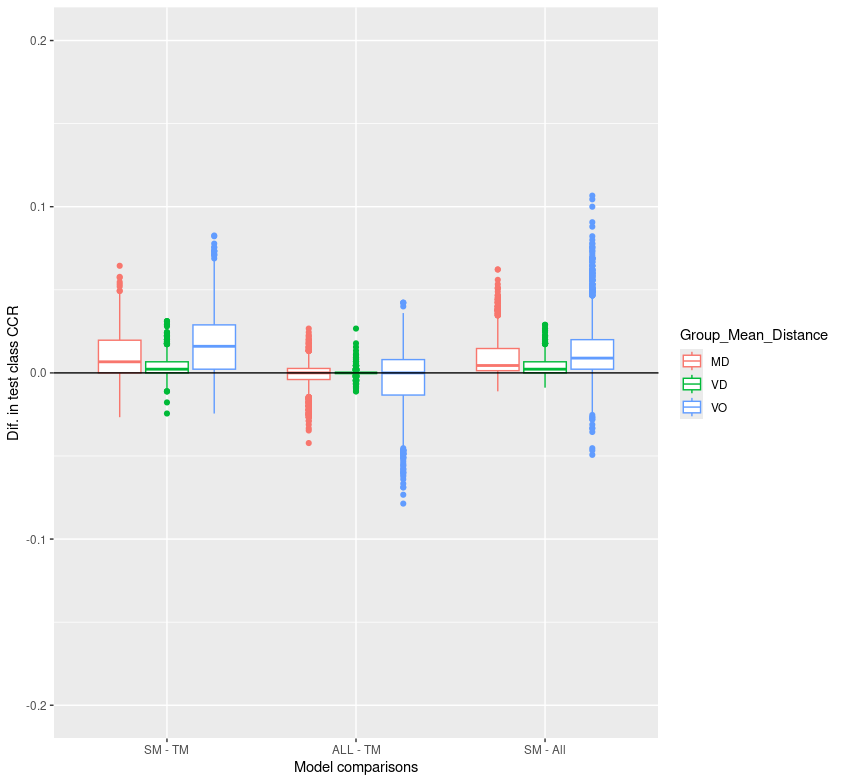 0.2
0.1
0.0
-0.1
-0.2
Dif. in test class CCR
SM - TM
ALL - TM
SM - All
Model comparisons
Group_Mean_Distance
MD
VD
VO